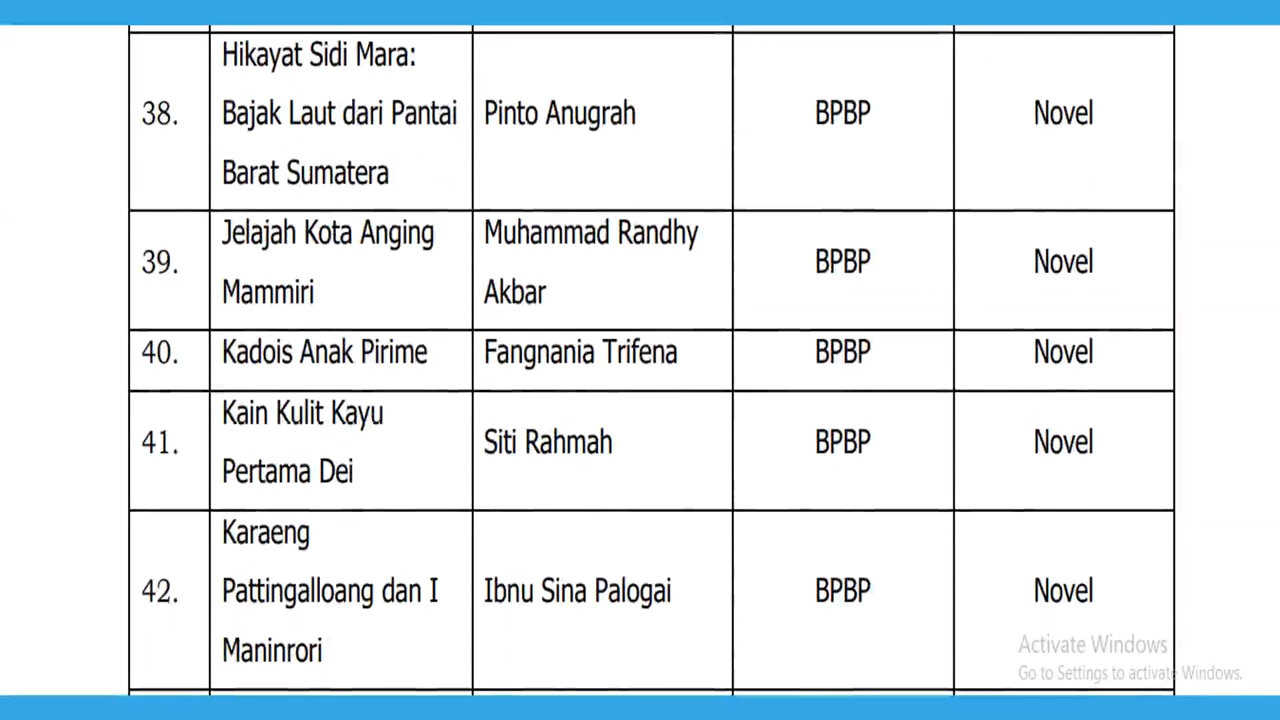 Hikayat Sidi Mara:
38. Bajak Laut dari Pantai Pinto Anugrah BPBP Novel
Barat Sumatera
Jelajah Kota Anging Muhammad Randhy
39. BPBP Novel
Mammiri Akbar
40. Kadois Anak Pirime Fangnania Trifena BPBP Novel
Kain Kulit Kayu
41. Siti Rahmah BPBP Novel
Pertama Dei
Karaeng
42. Pattingalloang dan I Ibnu Sina Palogai BPBP Novel
Maninrori
Activate Windows
Go to Settings to activate Windows.